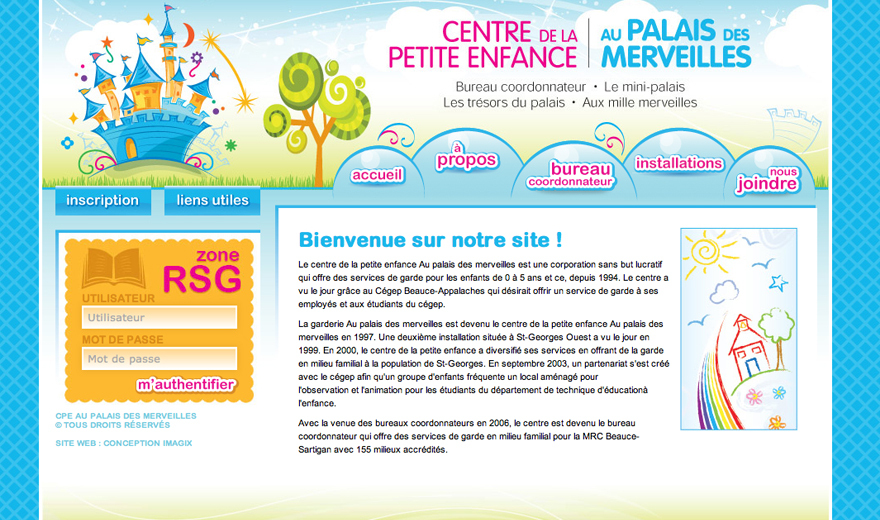 CENTRE DE LA
PETITE ENFANCE
AU PALAIS DES
MERVEILLES
Bureau coordonnateur • Le mini-palais
Les trésors du palais • Aux mille merveilles
accueil
à
propos
bureau
coordonnateur
installations
nous
joindre
inscription
liens utiles
zone
RSG
UTILISATEUR
Utilisateur
MOT DE PASSE
Mot de passe
m'authentifier
CPE AU PALAIS DES MERVEILLES
© TOUS DROITS RÉSERVÉS
SITE WEB : CONCEPTION IMAGIX
Bienvenue sur notre site !
Le centre de la petite enfance Au palais des merveilles est une corporation sans but lucratif
qui offre des services de garde pour les enfants de 0 à 5 ans et ce, depuis 1994. Le centre a
vu le jour grâce au Cégep Beauce-Appalaches qui désirait offrir un service de garde à ses
employés et aux étudiants du cégep.
La garderie Au palais des merveilles est devenu le centre de la petite enfance Au palais des
merveilles en 1997. Une deuxième installation située à St-Georges Ouest a vu le jour en
1999. En 2000, le centre de la petite enfance a diversifié ses services en offrant de la garde
en milieu familial à la population de St-Georges. En septembre 2003, un partenariat s'est créé
avec le cégep afin qu'un groupe d'enfants fréquente un local aménagé pour
l'observation et l'animation pour les étudiants du département de technique d'éducationà
l'enfance.
Avec la venue des bureaux coordonnateurs en 2006, le centre est devenu le bureau
coordonnateur qui offre des services de garde en milieu familial pour la MRC Beauce-
Sartigan avec 155 milieux accrédités.